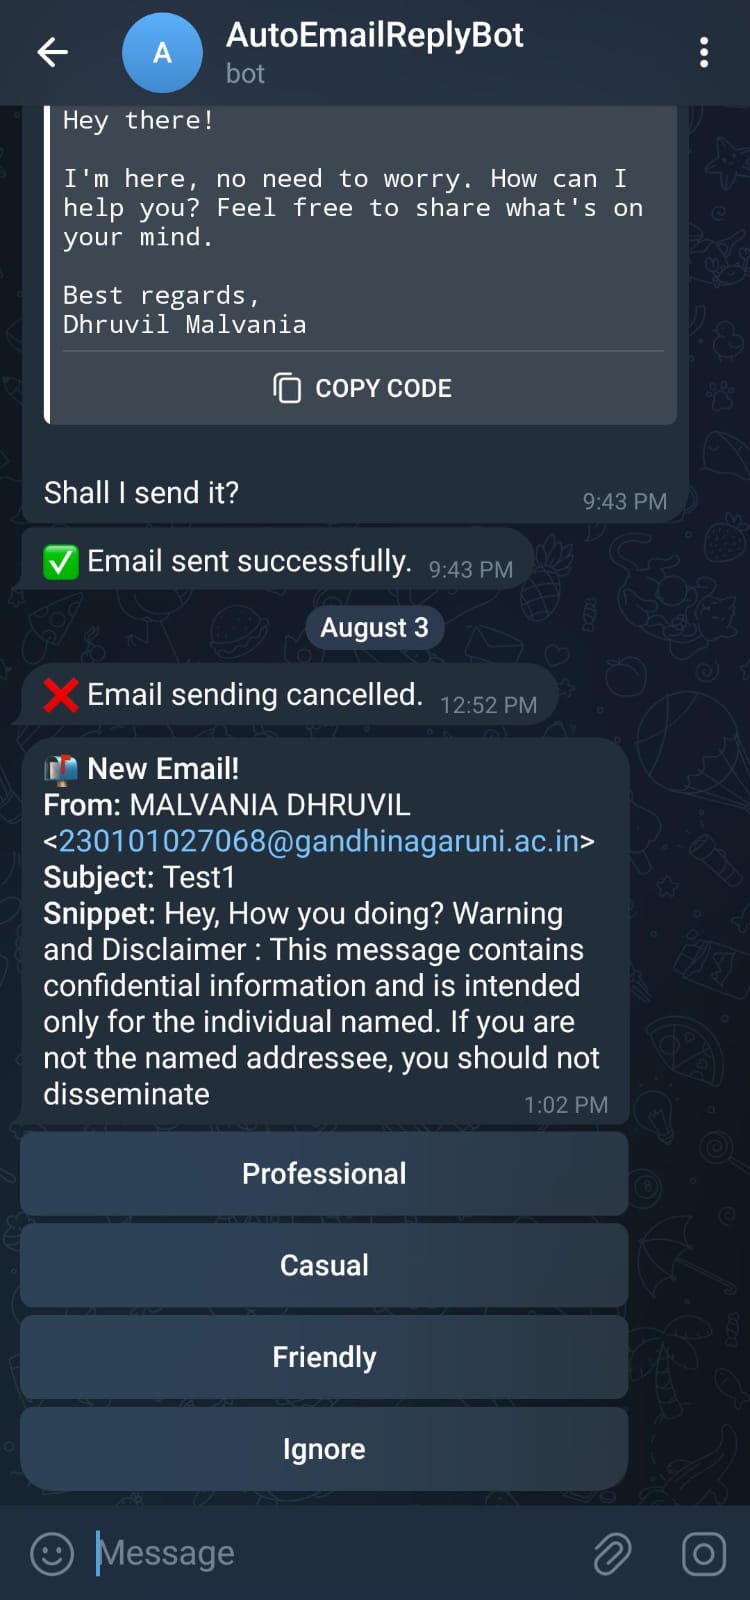 A
AutoEmailReplyBot
bot
Hey there!
I'm here, no need to worry. How can I
help you? Feel free to share what's on
your mind.
Best regards,
Dhruvil Malvania
COPY CODE
Shall I send it?
9:43 PM
✅ Email sent successfully. 9:43 PM
August 3
❌ Email sending cancelled. 12:52 PM
📬 New Email!
From: MALVANIA DHRUVIL
<230101027068@gandhinagaruni.ac.in>
Subject: Test1
Snippet: Hey, How you doing? Warning
and Disclaimer : This message contains
confidential information and is intended
only for the individual named. If you are
not the named addressee, you should not
disseminate
1:02 PM
Professional
Casual
Friendly
Ignore
Message